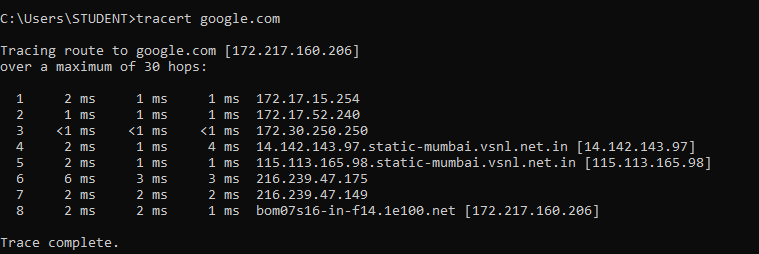 C:\Users\STUDENT>tracert google.com
Tracing route to google.com [172.217.160.206]
over a maximum of 30 hops:
1 2 ms 1 ms 1 ms 172.17.15.254
2 1 ms 1 ms 1 ms 172.17.52.240
3 <1 ms <1 ms <1 ms 172.30.250.250
4 2 ms 1 ms 4 ms 14.142.143.97.static-mumbai.vsnl.net.in [14.142.143.97]
5 2 ms 1 ms 1 ms 115.113.165.98.static-mumbai.vsnl.net.in [115.113.165.98]
6 6 ms 3 ms 3 ms 216.239.47.175
7 2 ms 2 ms 2 ms 216.239.47.149
8 2 ms 2 ms 1 ms bom07s16-in-f14.1e100.net [172.217.160.206]
Trace complete.